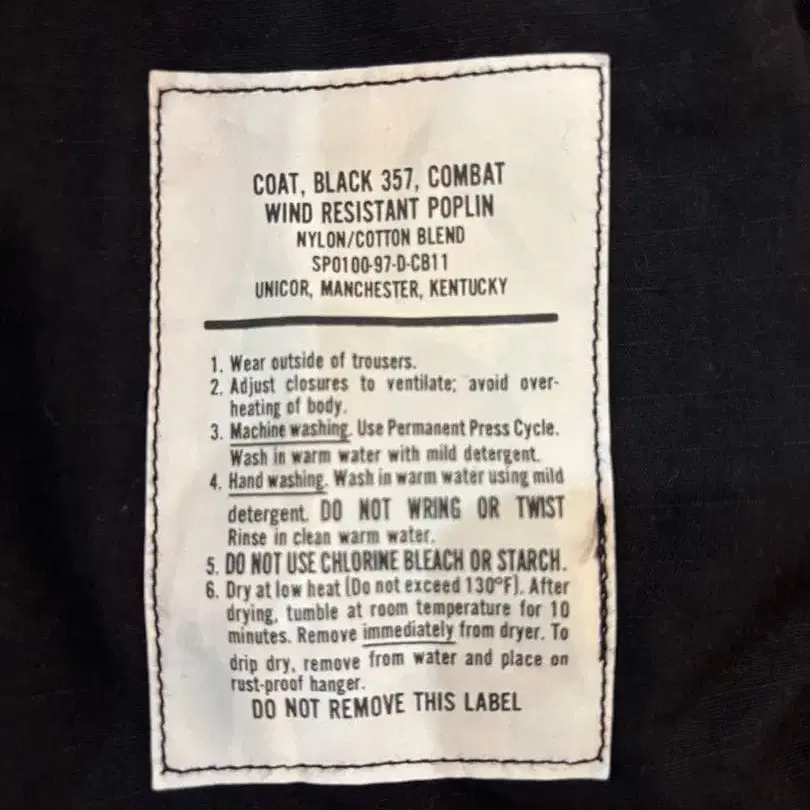 COAT, BLACK 357, COMBAT
WIND RESISTANT POPLIN
NYLON/COTTON BLEND
SPO100-97-D-CB11
UNICOR, MANCHESTER, KENTUCKY
1. Wear outside of trousers.
2. Adjust closures to ventilate; avoid over-
heating of body.
3. Machine washing. Use Permanent Press Cycle.
Wash in warm water with mild detergent.
4. Hand washing. Wash in warm water using mild
detergent. DO NOT WRING OR TWIST
Rinse in clean warm water.
5. DO NOT USE CHLORINE BLEACH OR STARCH.
6. Dry at low heat (Do not exceed 130°F). After
drying, tumble at room temperature for 10
minutes. Remove immediately from dryer. To
drip dry, remove from water and place on
rust-proof hanger.
DO NOT REMOVE THIS LABEL